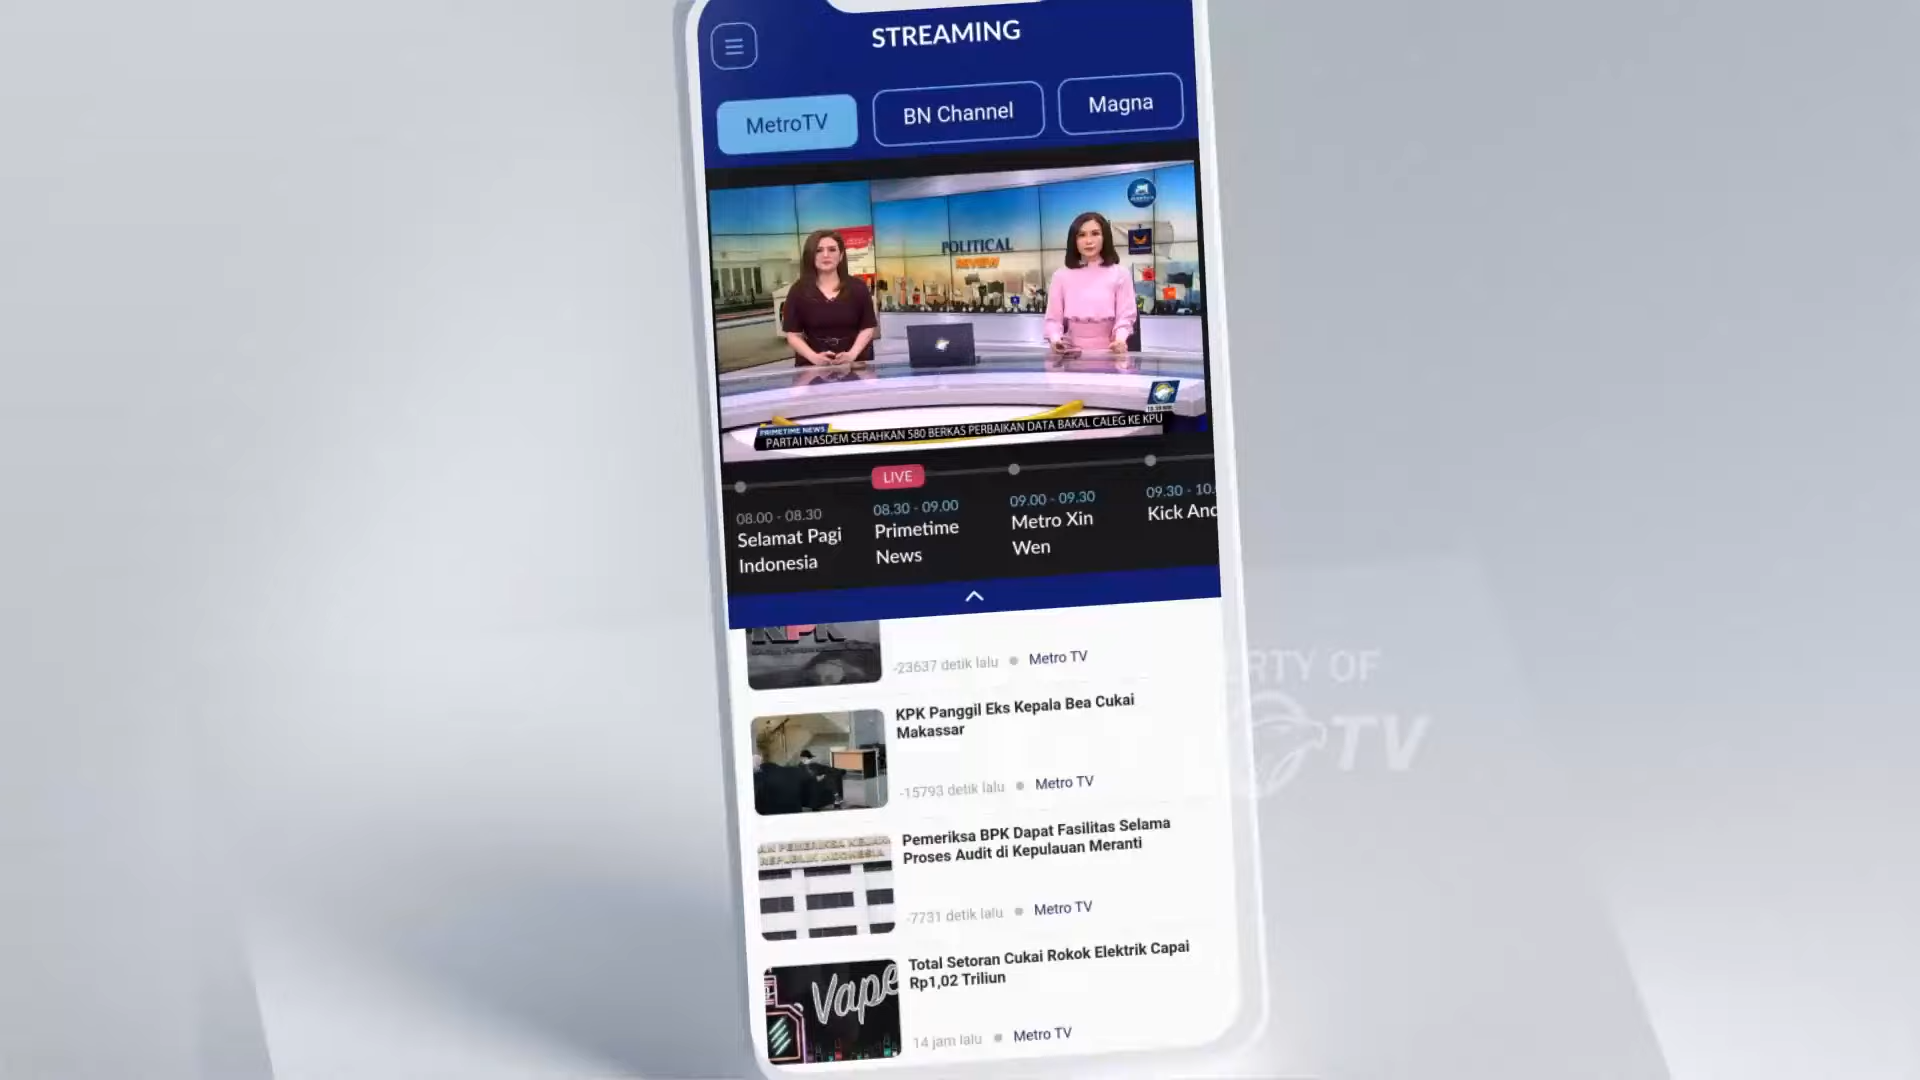 STREAMING
MetroTV
BN Channel
Magna
POLITICAL
REVIEW
PRIMETIME NEWS
PARTAI NASDEM SERAHKAN 580 BERKAS PERBAIKAN DATA BAKAL CALEG KE KPU
LIVE
08.00 - 08.30
Selamat Pagi
Indonesia
08.30 - 09.00
Primetime
News
09.00 - 09.30
Metro Xin
Wen
09.30 - 10.
Kick And
KPK
-23637 detik lalu
Metro TV
KPK Panggil Eks Kepala Bea Cukai
Makassar
-15793 detik lalu
Metro TV
REPUBLIK INDONESIA
Pemeriksa BPK Dapat Fasilitas Selama
Proses Audit di Kepulauan Meranti
-7731 detik lalu
Metro TV
Vape
Total Setoran Cukai Rokok Elektrik Capai
Rp1,02 Triliun
14 jam lalu
Metro TV
RTY OF
TV